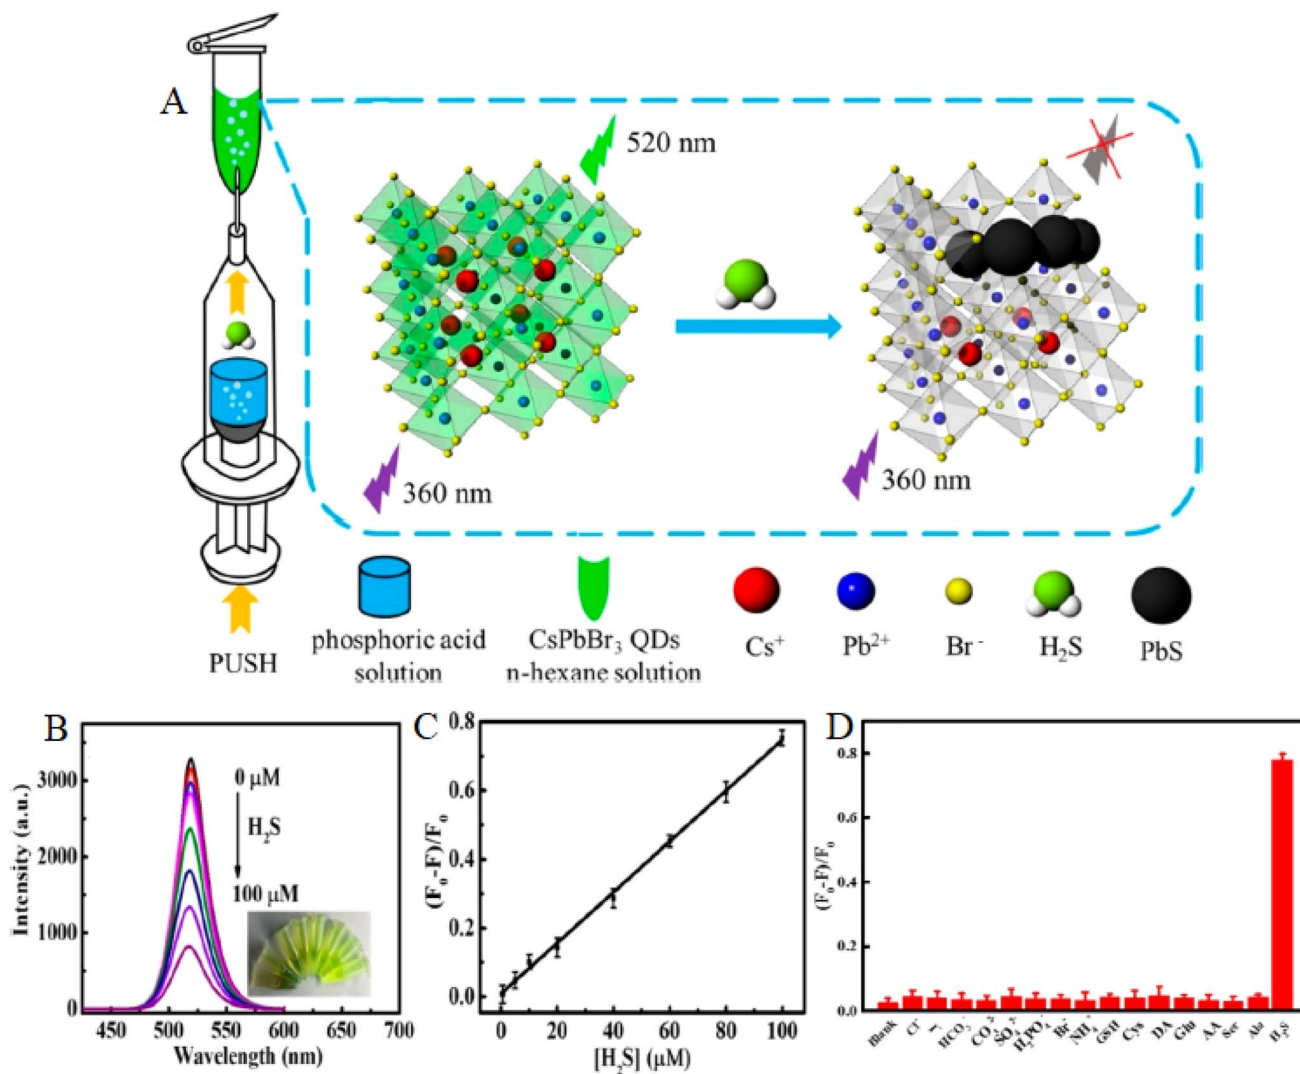 A
520 nm
360 nm
360 nm
PUSH
phosphoric acid
solution
CsPbBr₃ QDs
n-hexane solution
Cs⁺
Pb²⁺
Br⁻
H₂S
PbS
B
Intensity (a.u.)
3000
2000
1000
0
0 μM
H₂S
100 μM
450 500 550 600 650 700
Wavelength (nm)
C
(F₀-F)/F₀
0.8
0.6
0.4
0.2
0.0
0 20 40 60 80 100
[H₂S] (μM)
D
(F₀-F)/F₀
0.8
0.6
0.4
0.2
0.0
Blank
Cl⁻
HCO₃⁻
CO₃²⁻
H₂PO₄⁻
Br⁻
NH₄⁺
GSH
Cys
DA
Glu
AA
Ser
Ala
H₂S